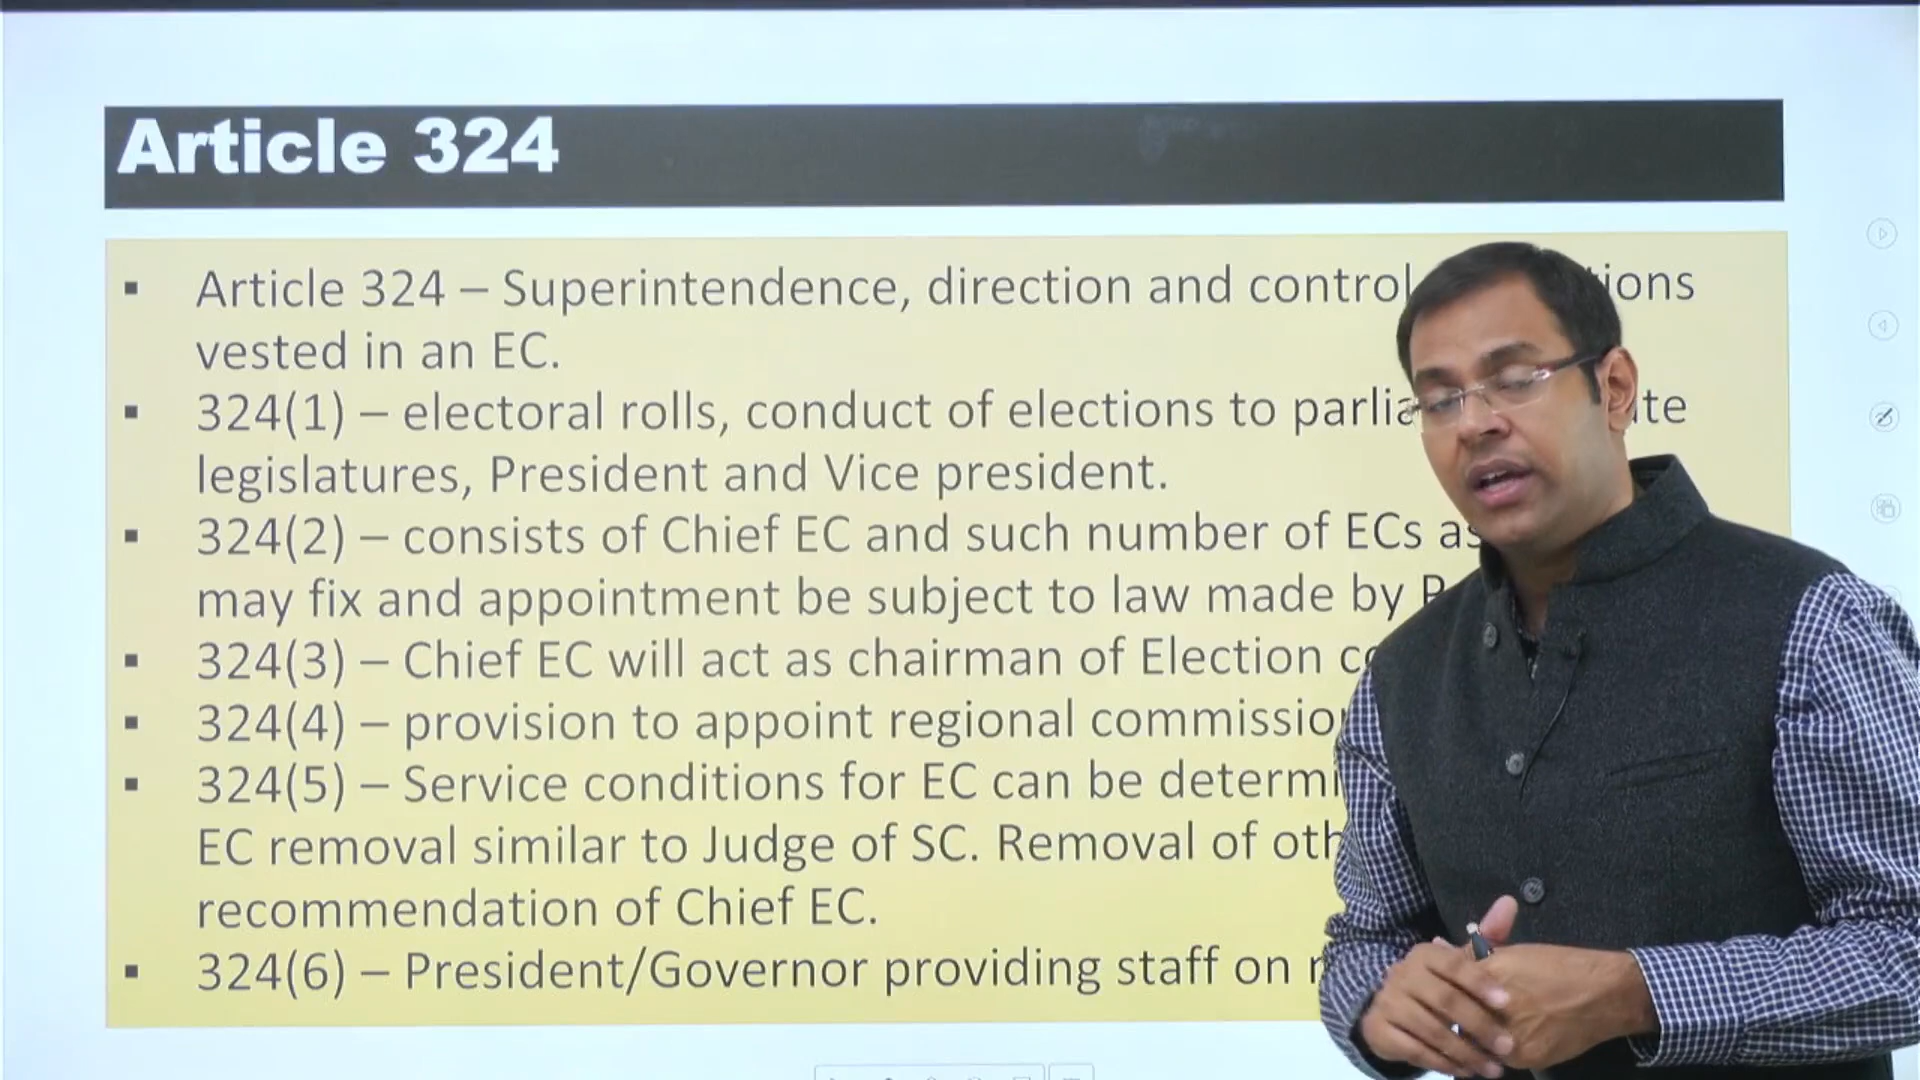 Article 324
▪ Article 324 – Superintendence, direction and control
vested in an EC.
▪ 324(1) – electoral rolls, conduct of elections to
legislatures, President and Vice president.
▪ 324(2) – consists of Chief EC and such number of ECs as
may fix and appointment be subject to law made by
▪ 324(3) – Chief EC will act as chairman of Election
▪ 324(4) – provision to appoint regional
▪ 324(5) – Service conditions for EC can be
EC removal similar to Judge of SC. Removal of
recommendation of Chief EC.
▪ 324(6) – President/Governor providing staff on